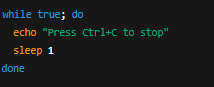 while true; do
  echo "Press Ctrl+C to stop"
  sleep 1
done